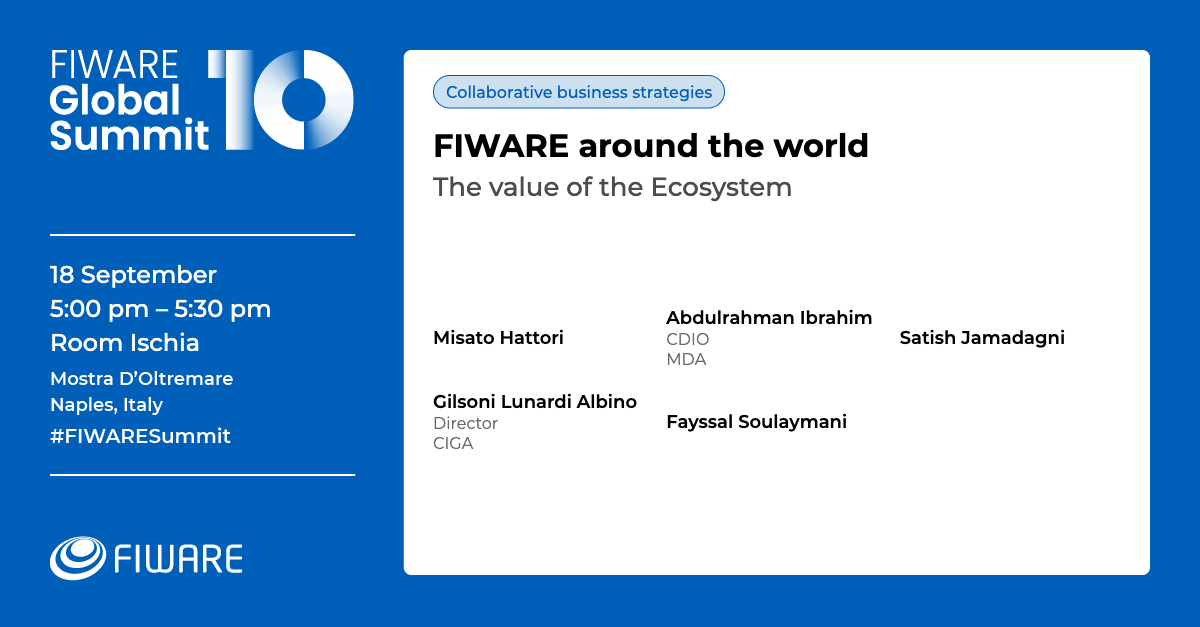 FIWARE
Global
Summit
10
18 September
5:00 pm – 5:30 pm
Room Ischia
Mostra D’Oltremare
Naples, Italy
#FIWARESummit
FIWARE
Collaborative business strategies
FIWARE around the world
The value of the Ecosystem
Misato Hattori
Abdulrahman Ibrahim
CDIO
MDA
Satish Jamadagni
Gilsoni Lunardi Albino
Director
CIGA
Fayssal Soulaymani